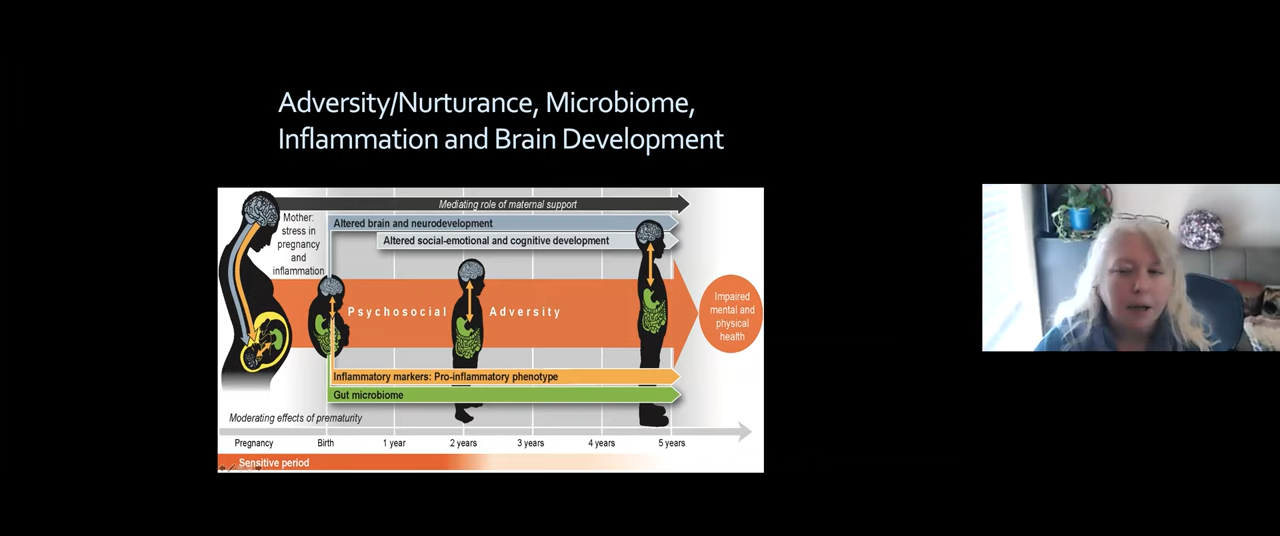 Adversity/Nurturance, Microbiome,
Inflammation and Brain Development
Mediating role of maternal support
Mother:
stress in
pregnancy
and
inflammation
Altered brain and neurodevelopment
Altered social-emotional and cognitive development
Psychosocial Adversity
Impaired
mental and
physical
health
Inflammatory markers: Pro-inflammatory phenotype
Gut microbiome
Moderating effects of prematurity
Pregnancy Birth 1 year 2 years 3 years 4 years 5 years
Sensitive period